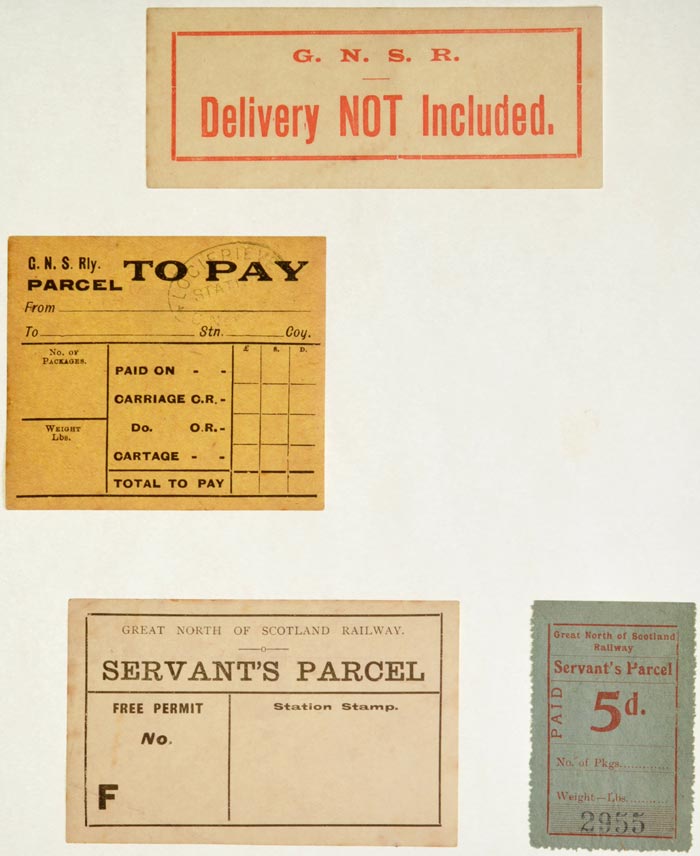 G. N. S. R.
Delivery NOT Included.
G. N. S. Rly. TO PAY
PARCEL
STATION
From
To Stn. Coy.
No. of Packages.
£ S. D.
PAID ON - -
CARRIAGE C.R. -
Weight Lbs.
Do. O.R. -
CARTAGE - -
TOTAL TO PAY
GREAT NORTH OF SCOTLAND RAILWAY.
SERVANT'S PARCEL
FREE PERMIT
Station Stamp.
No.
F
Great North of Scotland
Railway
Servant's Parcel
PAID
5d.
No. of Pkgs.............
Weight—Lbs...........
2955